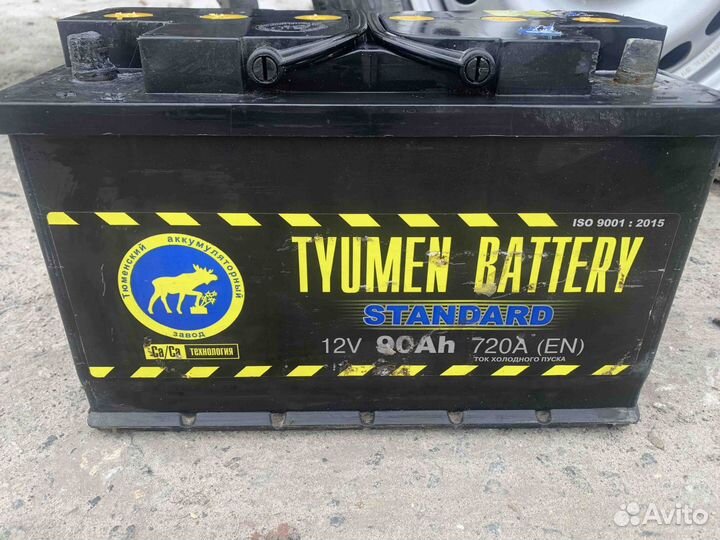 ISO 9001 : 2015
Тюменский аккумуляторный завод
TYUMEN BATTERY
STANDARD
12V 90Ah 720A (EN)
ТОК ХОЛОДНОГО ПУСКА
Ca/Ca ТЕХНОЛОГИЯ
Avito